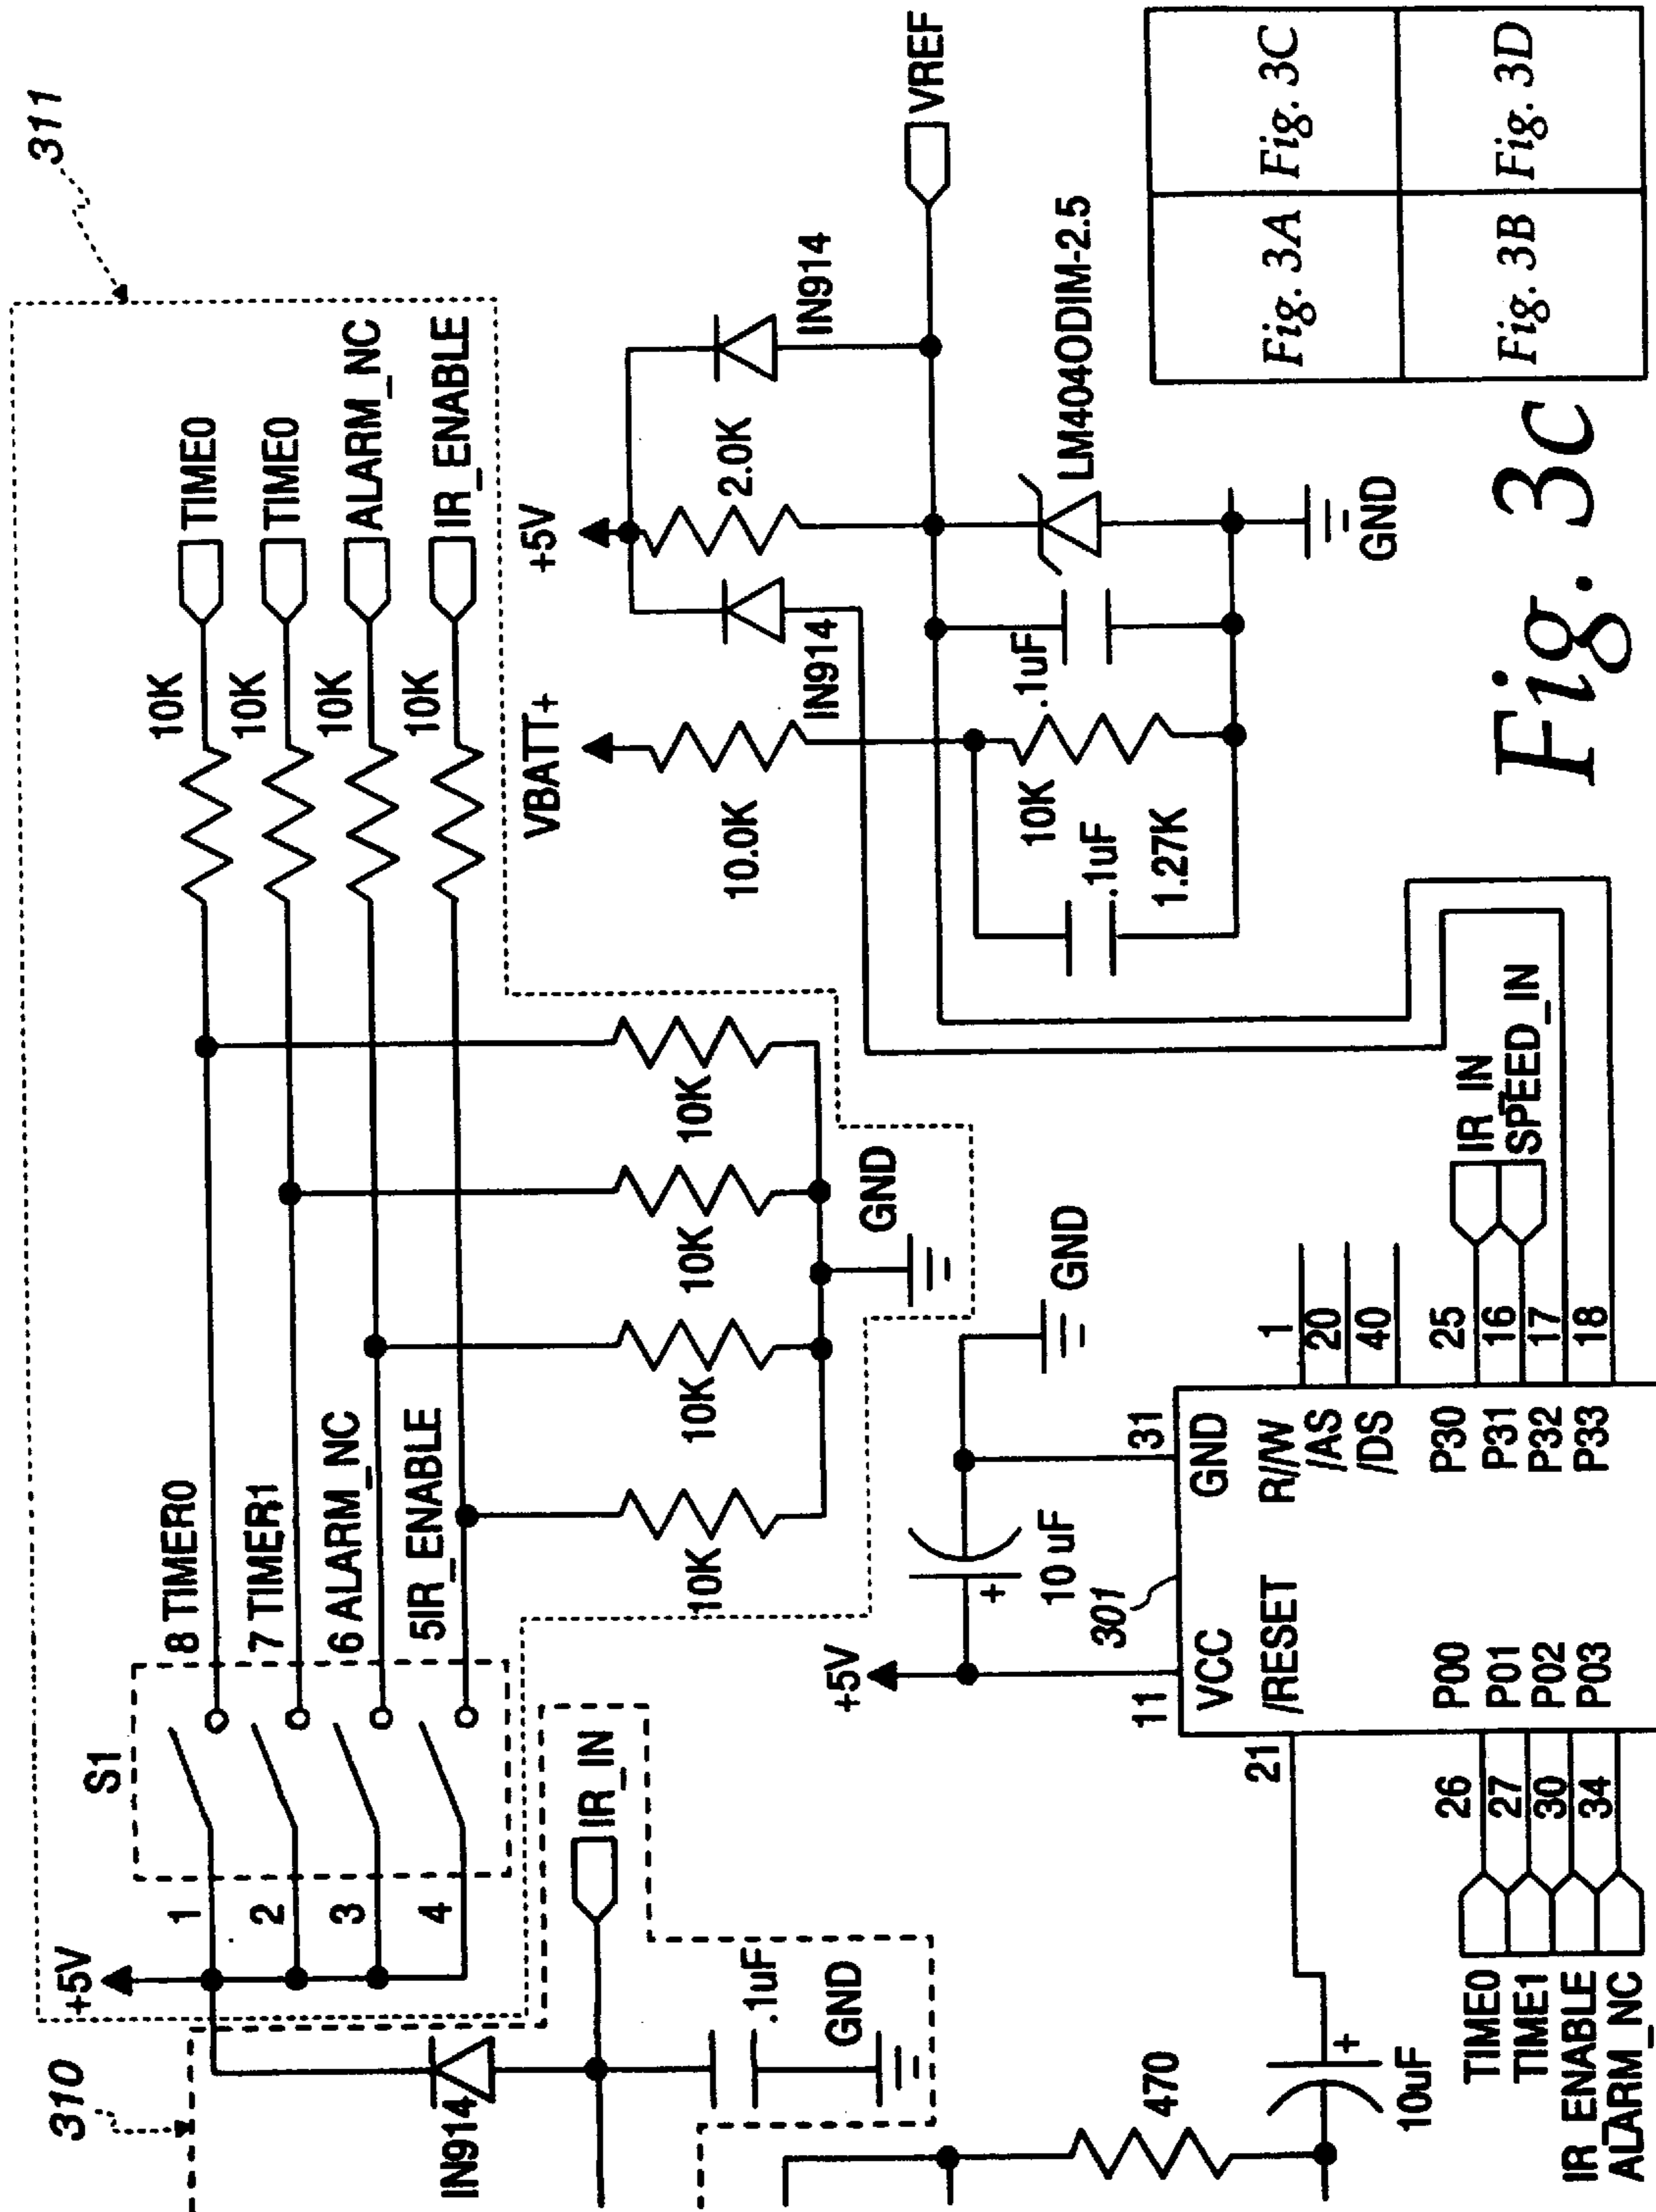 311
310
+5V
S1
1
2
3
4
8 TIMER0
7 TIMER1
6 ALARM_NC
5IR_ENABLE
10K
10K
10K
10K
TIME0
TIME0
ALARM_NC
IR_ENABLE
10K
10K
10K
10K
GND
IN914
IR_IN
.1uF
GND
470
10uF
+
+5V
+
10 uF
GND
301
11
VCC
31
GND
21
/RESET
R//W
1
/AS
20
/DS
40
P30
25
IR_IN
P31
16
SPEED_IN
P32
17
P33
18
TIME0
26
P00
TIME1
27
P01
IR_ENABLE
30
P02
ALARM_NC
34
P03
VBATT+
10.0K
10K
.1uF
1.27K
+5V
IN914
2.0K
IN914
.1uF
LM404ODIM-2.5
GND
VREF
Fig. 3C
Fig. 3A
Fig. 3C
Fig. 3B
Fig. 3D